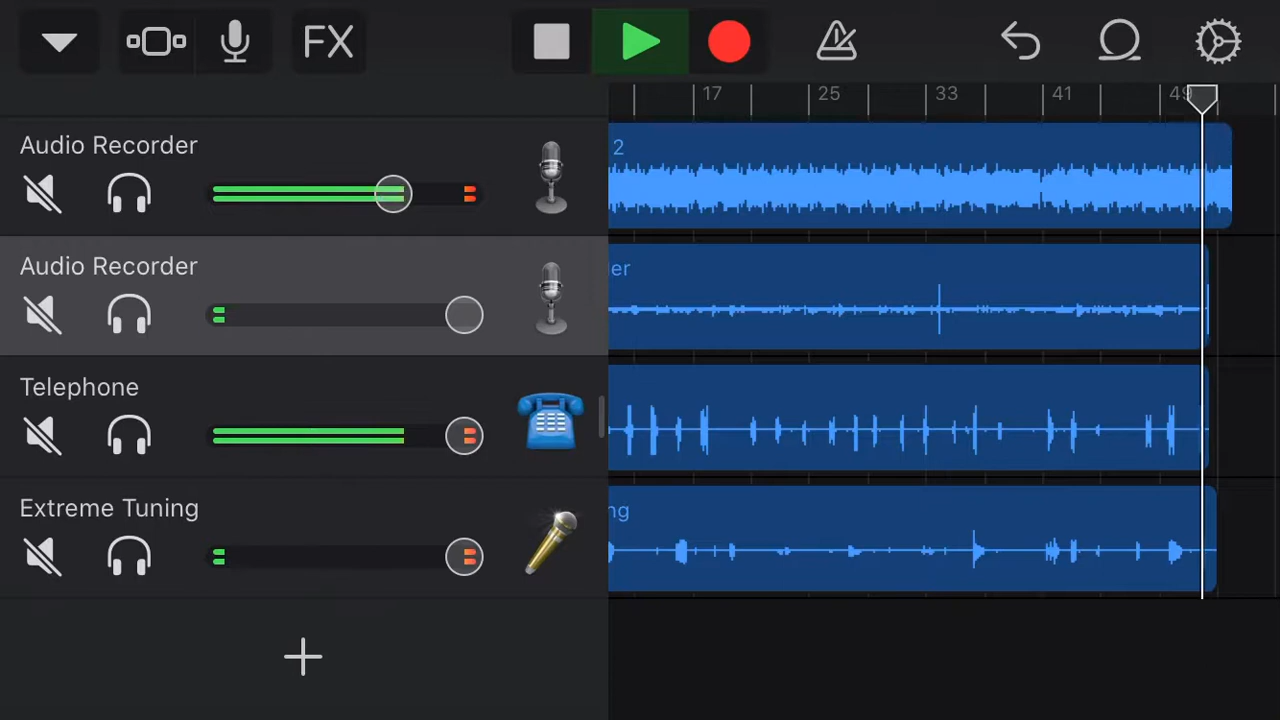 FX
17 25 33 41 49
Audio Recorder
2
Audio Recorder
er
Telephone
Extreme Tuning
ng